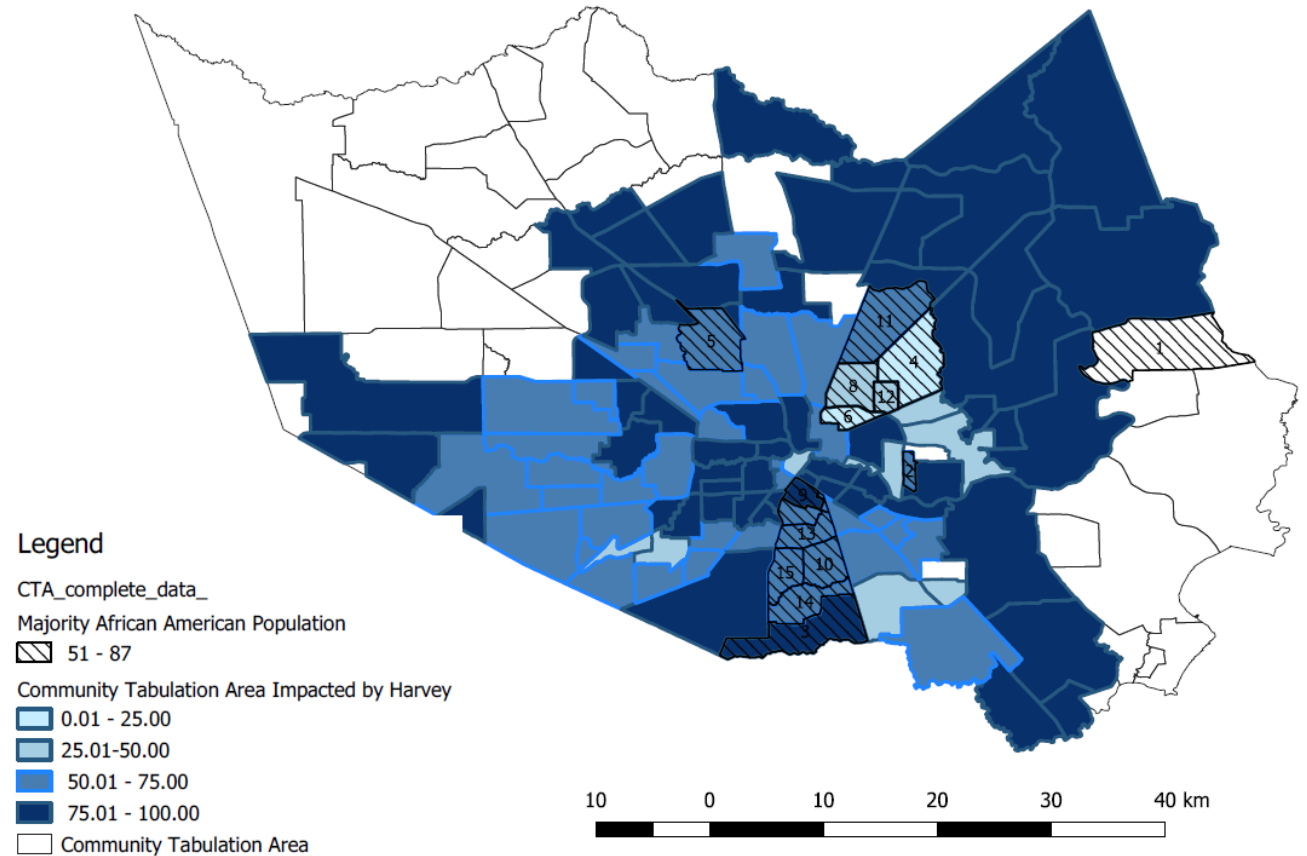 1
11
5
4
8
12
6
2
9
7
13
15
10
14
3
Legend
CTA_complete_data_
Majority African American Population
51 - 87
Community Tabulation Area Impacted by Harvey
0.01 - 25.00
25.01-50.00
50.01 - 75.00
75.01 - 100.00
Community Tabulation Area
10 0 10 20 30 40 km